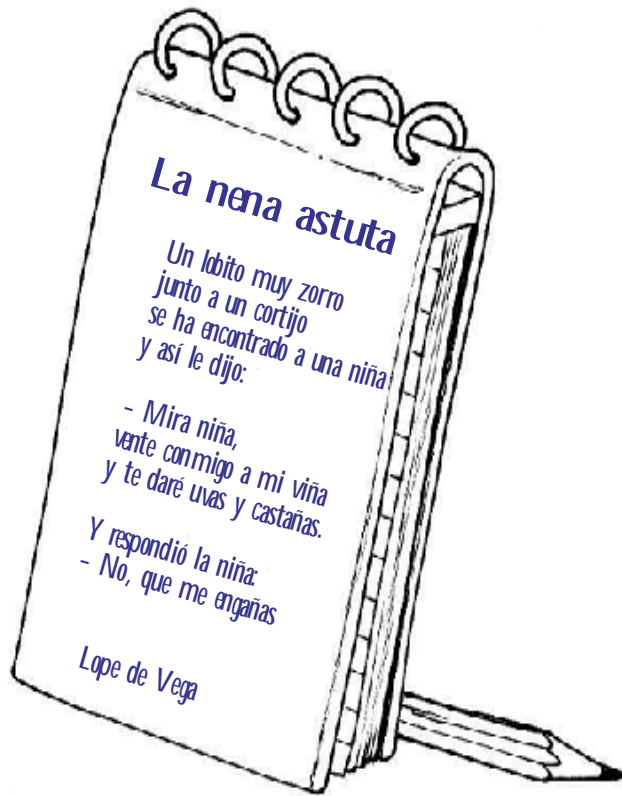 La nena astuta
Un lobito muy zorro
junto a un cortijo
se ha encontrado a una niña
y así le dijo:
- Mira niña,
vente conmigo a mi viña
y te daré uvas y castañas.
Y respondió la niña:
- No, que me engañas
Lope de Vega